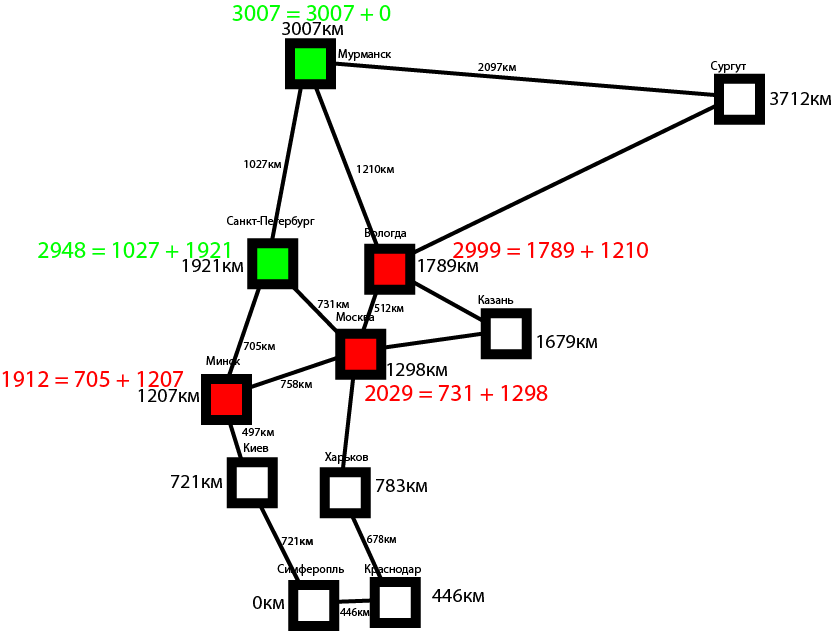 3007 = 3007 + 0
3007км
Мурманск
2097км
Сургут
3712км
1027км
1210км
Санкт-Петербург
Вологда
2948 = 1027 + 1921
1921км
1789км
2999 = 1789 + 1210
731км
512км
Казань
Москва
1679км
705км
Минск
758км
1298км
1912 = 705 + 1207
1207км
2029 = 731 + 1298
497км
Киев
Харьков
721км
783км
721км
678км
Симферопль
Краснодар
0км
446км
446км